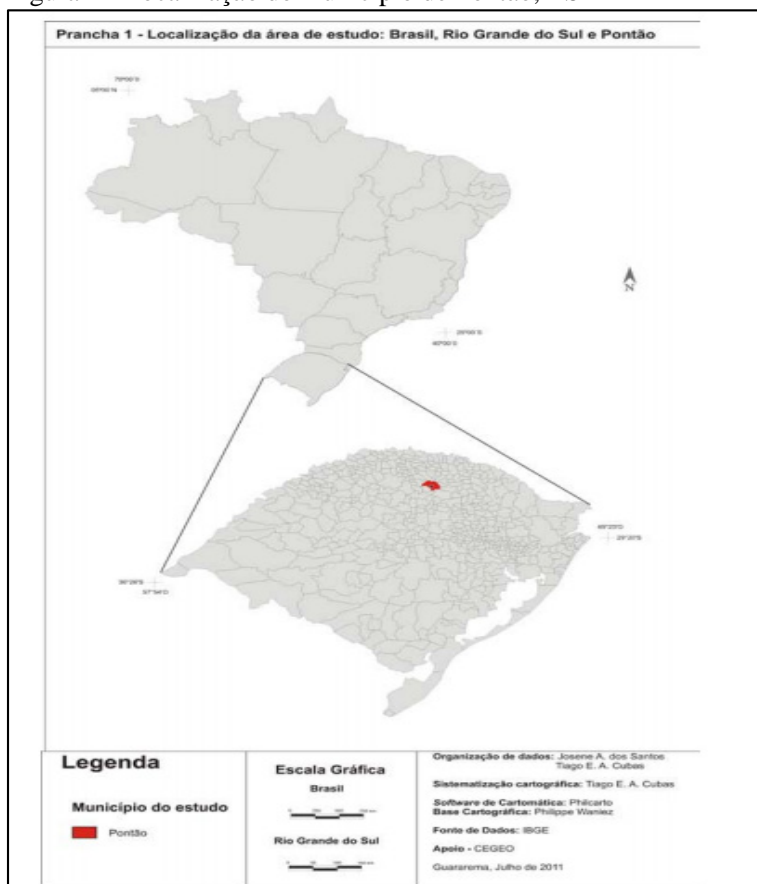 Prancha 1 - Localização da área de estudo: Brasil, Rio Grande do Sul e Pontão
N
Legenda
Município do estudo
Pontão
Escala Gráfica
Brasil
Rio Grande do Sul
Organização de dados: Josene A. dos Santos
Tiago E. A. Cubas
Sistematização cartográfica: Tiago E. A. Cubas
Software de Cartomática: Philcarto
Base Cartográfica: Philippe Waniez
Fonte de Dados: IBGE
Apoio - CEGEO
Guararema, Julho de 2011